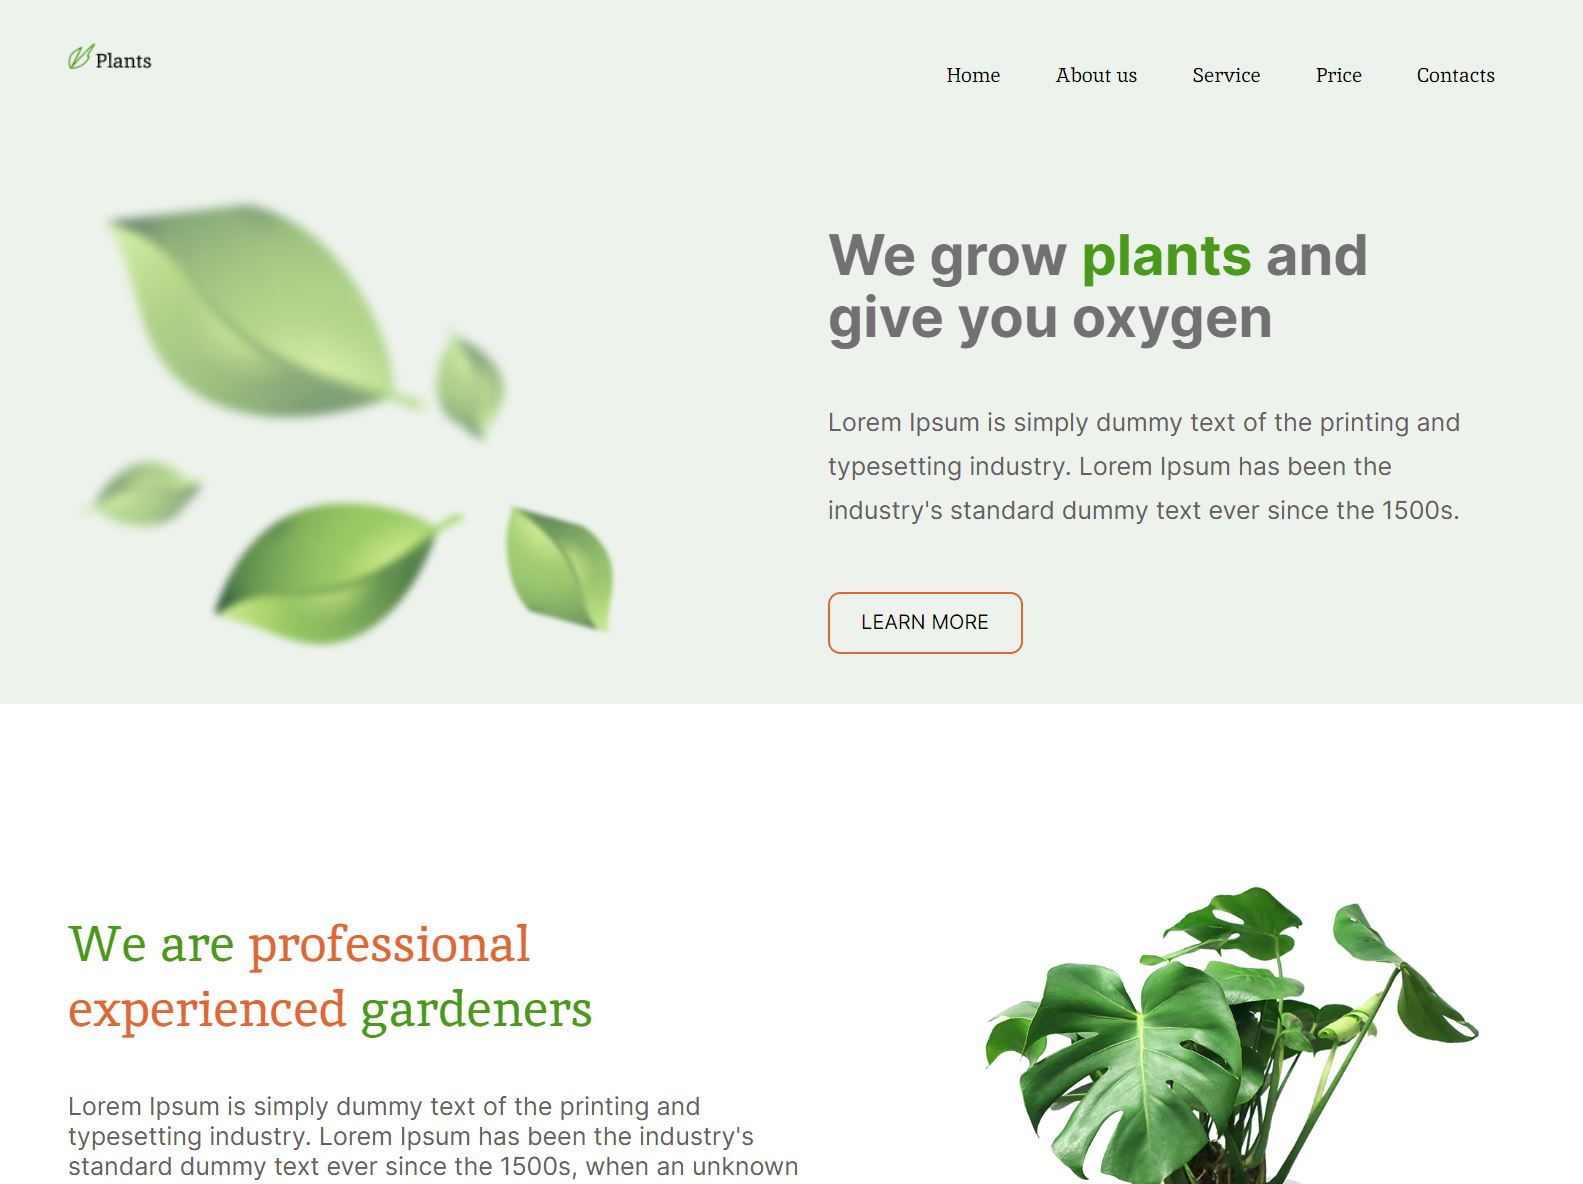 Plants
Home About us Service Price Contacts
We grow plants and
give you oxygen
Lorem Ipsum is simply dummy text of the printing and
typesetting industry. Lorem Ipsum has been the
industry's standard dummy text ever since the 1500s.
LEARN MORE
We are professional
experienced gardeners
Lorem Ipsum is simply dummy text of the printing and
typesetting industry. Lorem Ipsum has been the industry's
standard dummy text ever since the 1500s, when an unknown